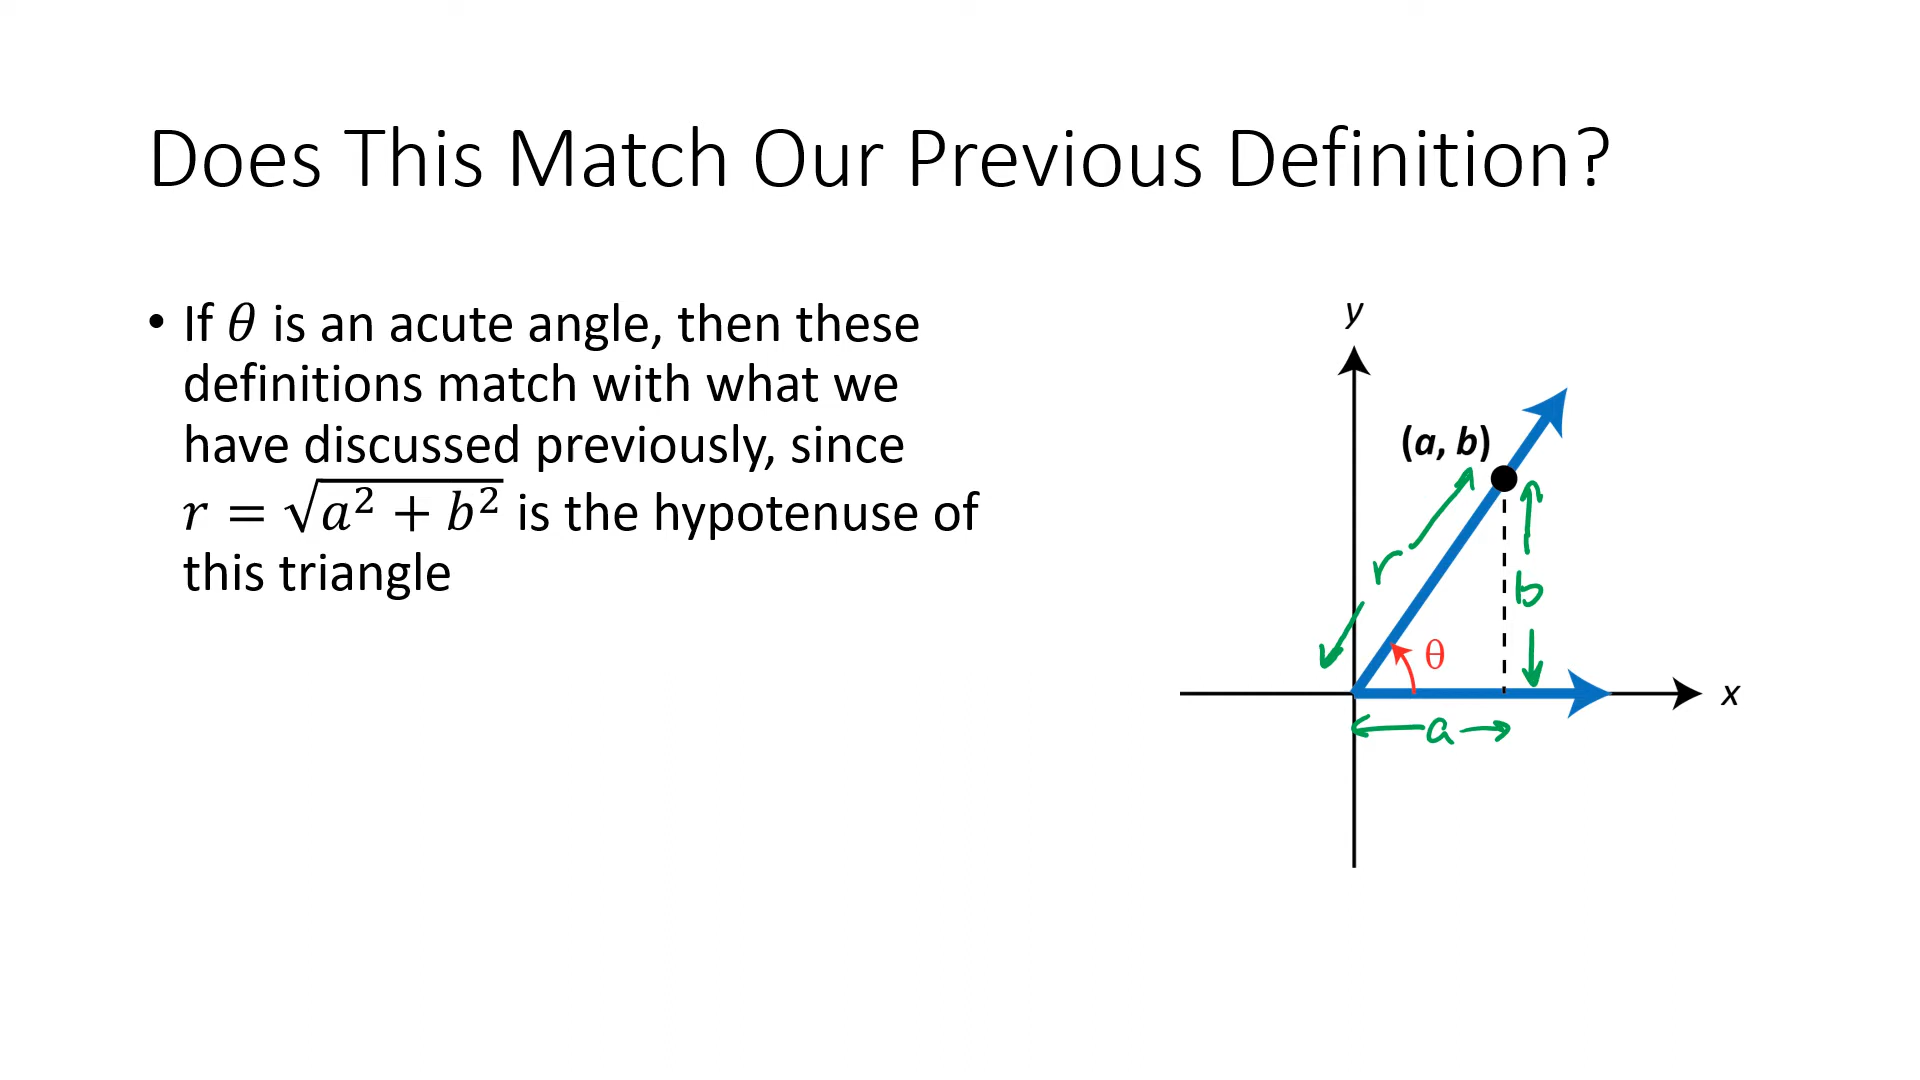 Does This Match Our Previous Definition?
• If θ is an acute angle, then these
definitions match with what we
have discussed previously, since
r = √(a² + b²) is the hypotenuse of
this triangle
y
(a, b)
r
b
θ
x
a